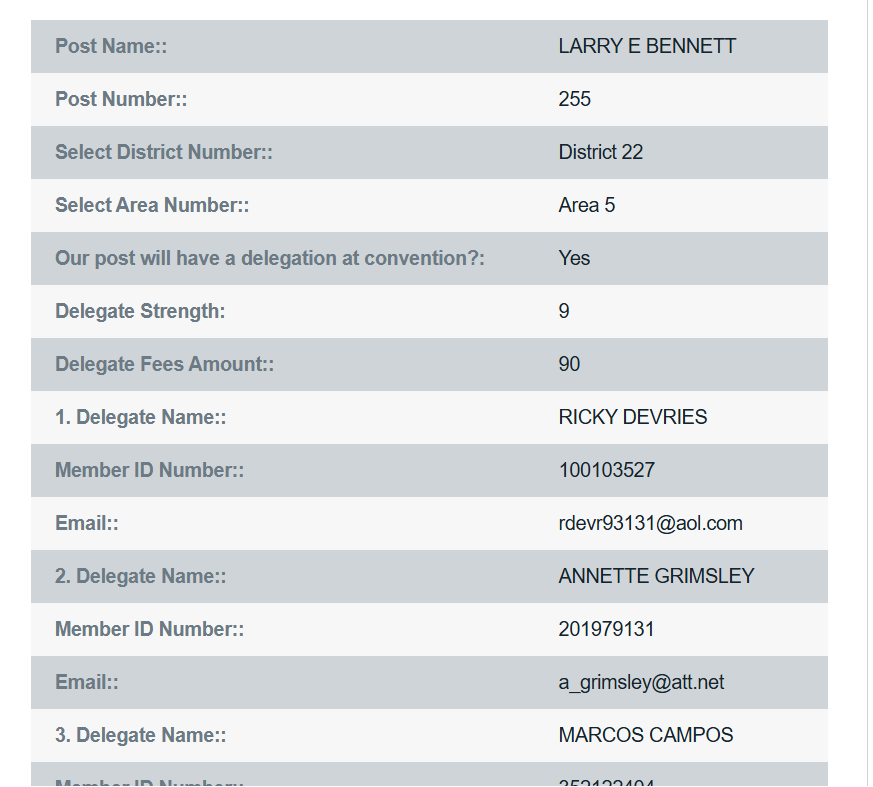 Post Name:: LARRY E BENNETT
Post Number:: 255
Select District Number:: District 22
Select Area Number:: Area 5
Our post will have a delegation at convention?: Yes
Delegate Strength: 9
Delegate Fees Amount:: 90
1. Delegate Name:: RICKY DEVRIES
Member ID Number:: 100103527
Email:: rdevr93131@aol.com
2. Delegate Name:: ANNETTE GRIMSLEY
Member ID Number:: 201979131
Email:: a_grimsley@att.net
3. Delegate Name:: MARCOS CAMPOS
Member ID Number::